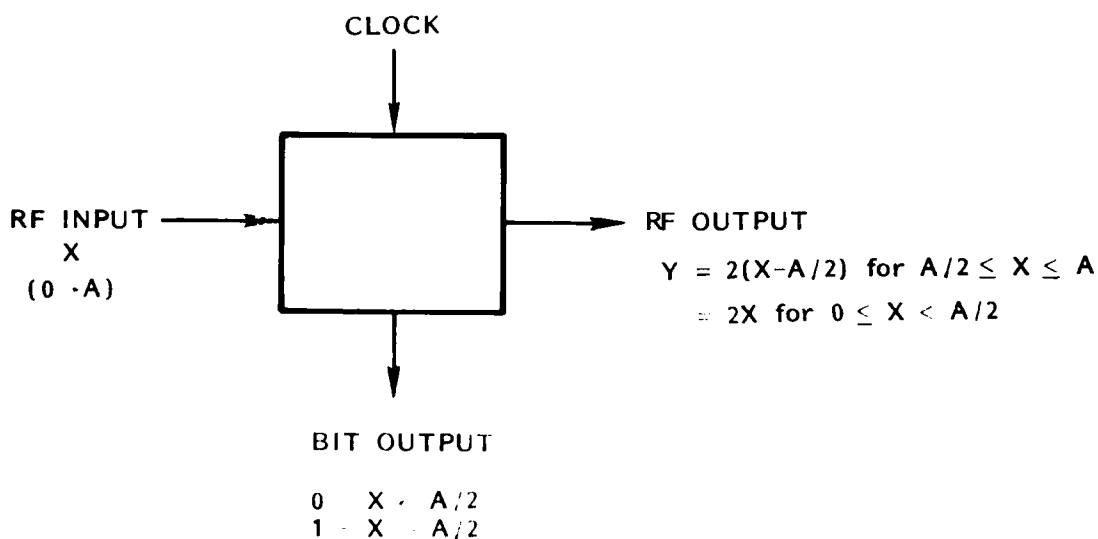 CLOCK
RF INPUT
X
(0 - A)
RF OUTPUT
Y = 2(X-A/2) for A/2 ≤ X ≤ A
= 2X for 0 ≤ X < A/2
BIT OUTPUT
0 X A/2
1 X A/2